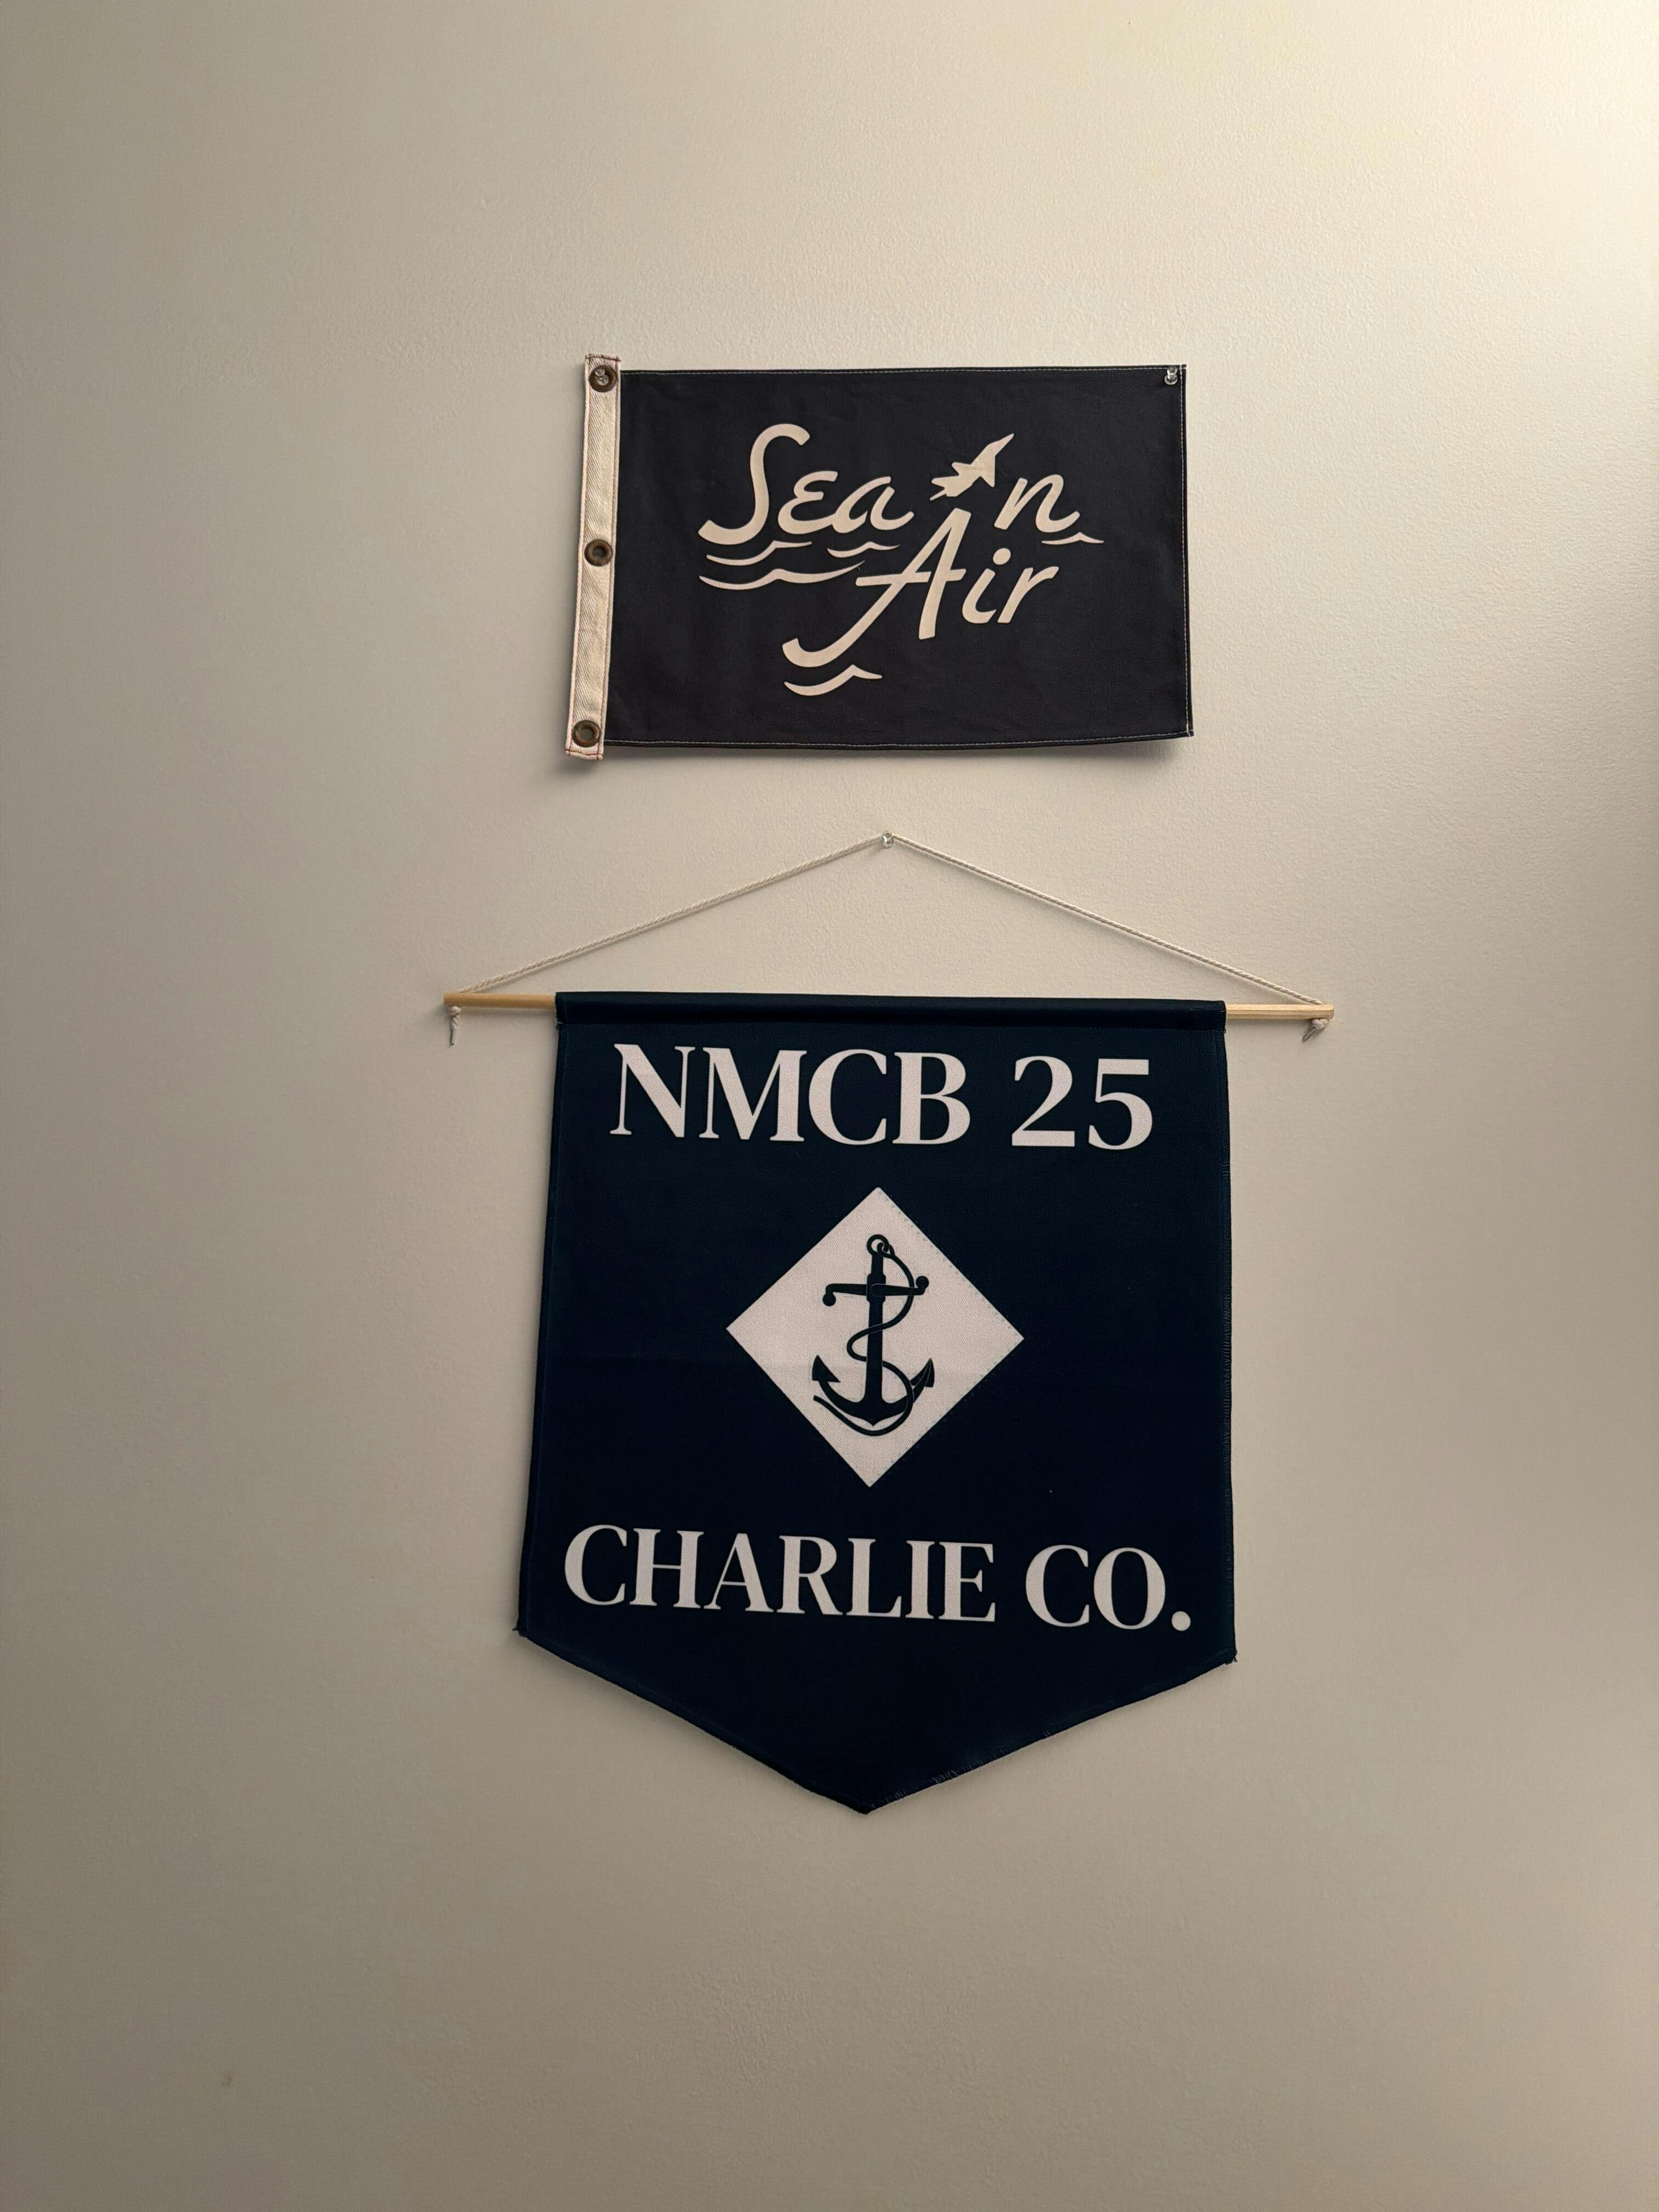 Sea n
Air
NMCB 25
CHARLIE CO.